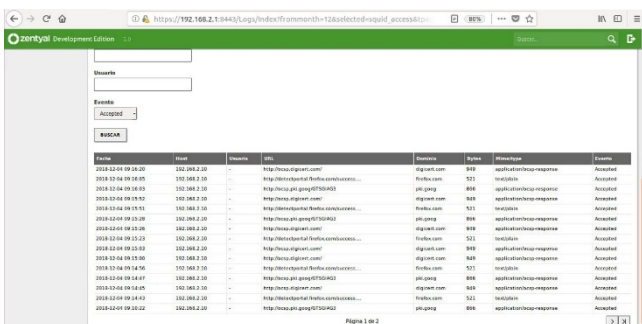 https://192.168.2.1:8443/Logs/Index?frommonth=12&selected=squid_access&
80%
zentyal Development Edition
Usuario
Evento
Accepted
BUSCAR
Fecha Host Usuario URL Dominio Bytes Mimetype Evento
2018-12-04 09:16:20 192.168.2.10 - http://ocsp.digicert.com/ digicert.com 949 application/ocsp-response Accepted
2018-12-04 09:16:05 192.168.2.10 - http://detectportal.firefox.com/success.... firefox.com 521 text/plain Accepted
2018-12-04 09:16:03 192.168.2.10 - http://ocsp.pki.goog/GTSGIAG3 pki.goog 866 application/ocsp-response Accepted
2018-12-04 09:15:52 192.168.2.10 - http://ocsp.digicert.com/ digicert.com 949 application/ocsp-response Accepted
2018-12-04 09:15:51 192.168.2.10 - http://detectportal.firefox.com/success.... firefox.com 521 text/plain Accepted
2018-12-04 09:15:28 192.168.2.10 - http://ocsp.pki.goog/GTSGIAG3 pki.goog 866 application/ocsp-response Accepted
2018-12-04 09:15:26 192.168.2.10 - http://ocsp.digicert.com/ digicert.com 949 application/ocsp-response Accepted
2018-12-04 09:15:23 192.168.2.10 - http://detectportal.firefox.com/success.... firefox.com 521 text/plain Accepted
2018-12-04 09:15:03 192.168.2.10 - http://ocsp.digicert.com/ digicert.com 949 application/ocsp-response Accepted
2018-12-04 09:15:00 192.168.2.10 - http://ocsp.digicert.com/ digicert.com 949 application/ocsp-response Accepted
2018-12-04 09:14:56 192.168.2.10 - http://detectportal.firefox.com/success.... firefox.com 521 text/plain Accepted
2018-12-04 09:14:47 192.168.2.10 - http://ocsp.pki.goog/GTSGIAG3 pki.goog 866 application/ocsp-response Accepted
2018-12-04 09:14:45 192.168.2.10 - http://ocsp.digicert.com/ digicert.com 949 application/ocsp-response Accepted
2018-12-04 09:14:43 192.168.2.10 - http://detectportal.firefox.com/success.... firefox.com 521 text/plain Accepted
2018-12-04 09:10:22 192.168.2.10 - http://ocsp.pki.goog/GTSGIAG3 pki.goog 866 application/ocsp-response Accepted
Página 1 de 2